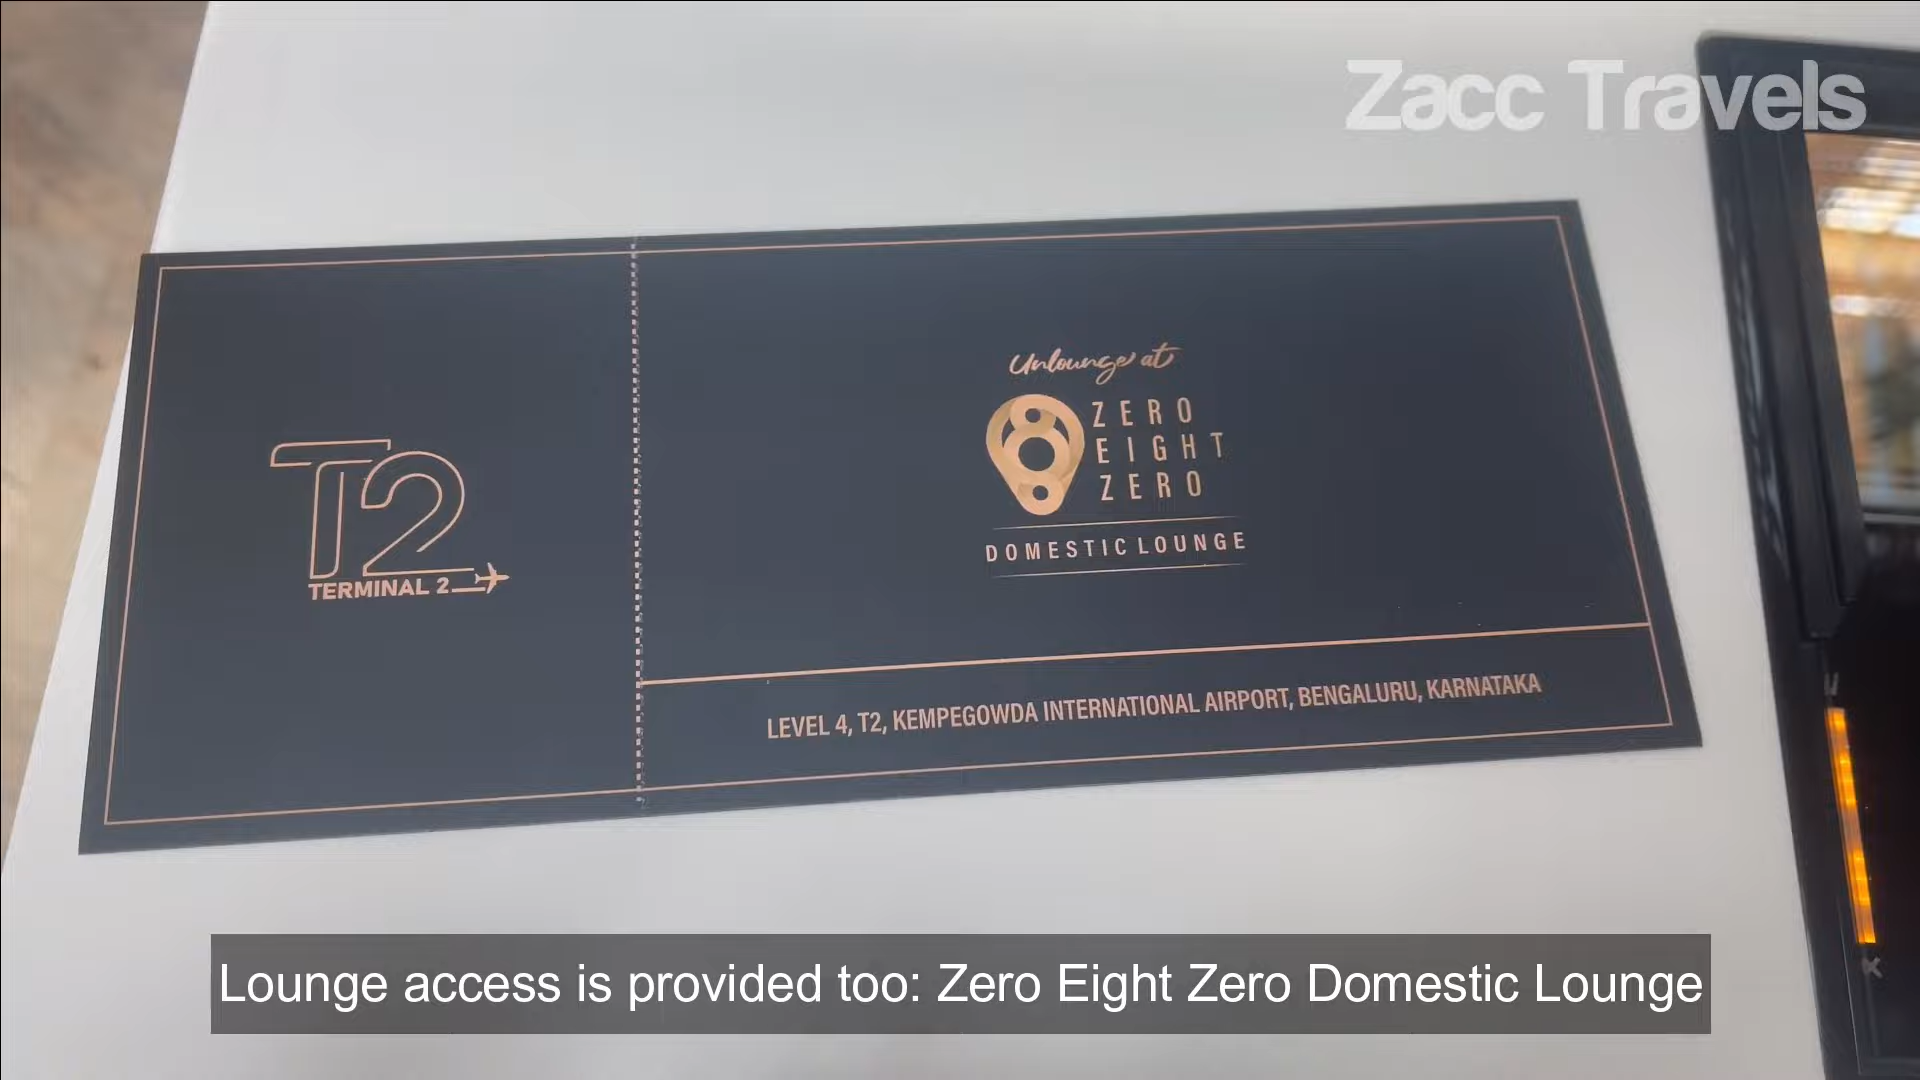 Zacc Travels
T2
TERMINAL 2
Unlounge at
ZERO
EIGHT
ZERO
DOMESTIC LOUNGE
LEVEL 4, T2, KEMPEGOWDA INTERNATIONAL AIRPORT, BENGALURU, KARNATAKA
Lounge access is provided too: Zero Eight Zero Domestic Lounge